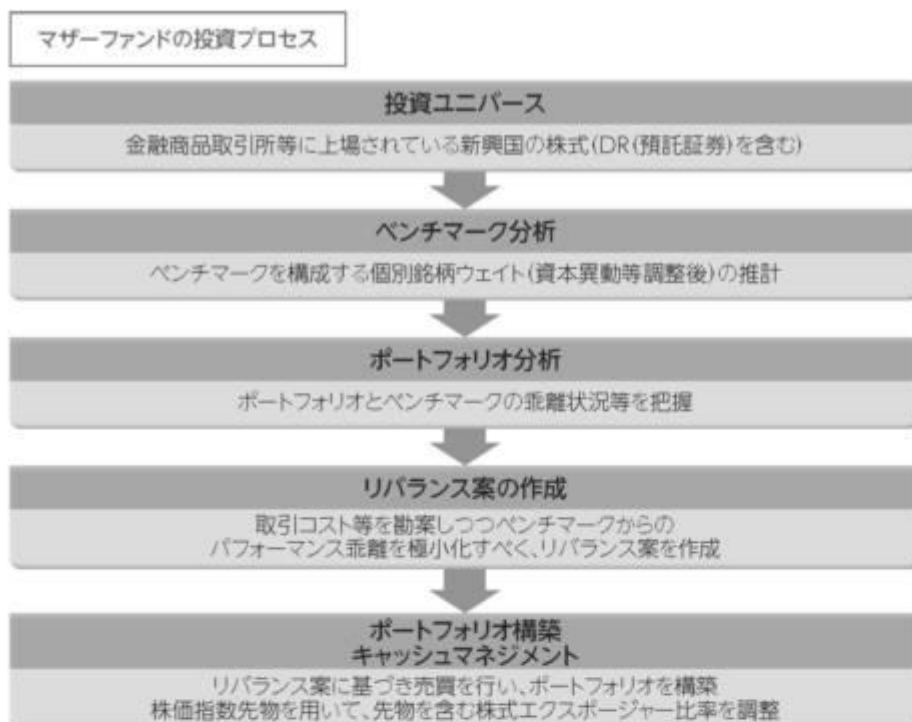 マザーファンドの投資プロセス
投資ユニバース
金融商品取引所等に上場されている新興国の株式(DR(預託証券)を含む)
ベンチマーク分析
ベンチマークを構成する個別銘柄ウェイト(資本異動等調整後)の推計
ポートフォリオ分析
ポートフォリオとベンチマークの乖離状況等を把握
リバランス案の作成
取引コスト等を勘案しつつベンチマークからの
パフォーマンス乖離を極小化すべく、リバランス案を作成
ポートフォリオ構築
キャッシュマネジメント
リバランス案に基づき売買を行い、ポートフォリオを構築
株価指数先物を用いて、先物を含む株式エクスポージャー比率を調整